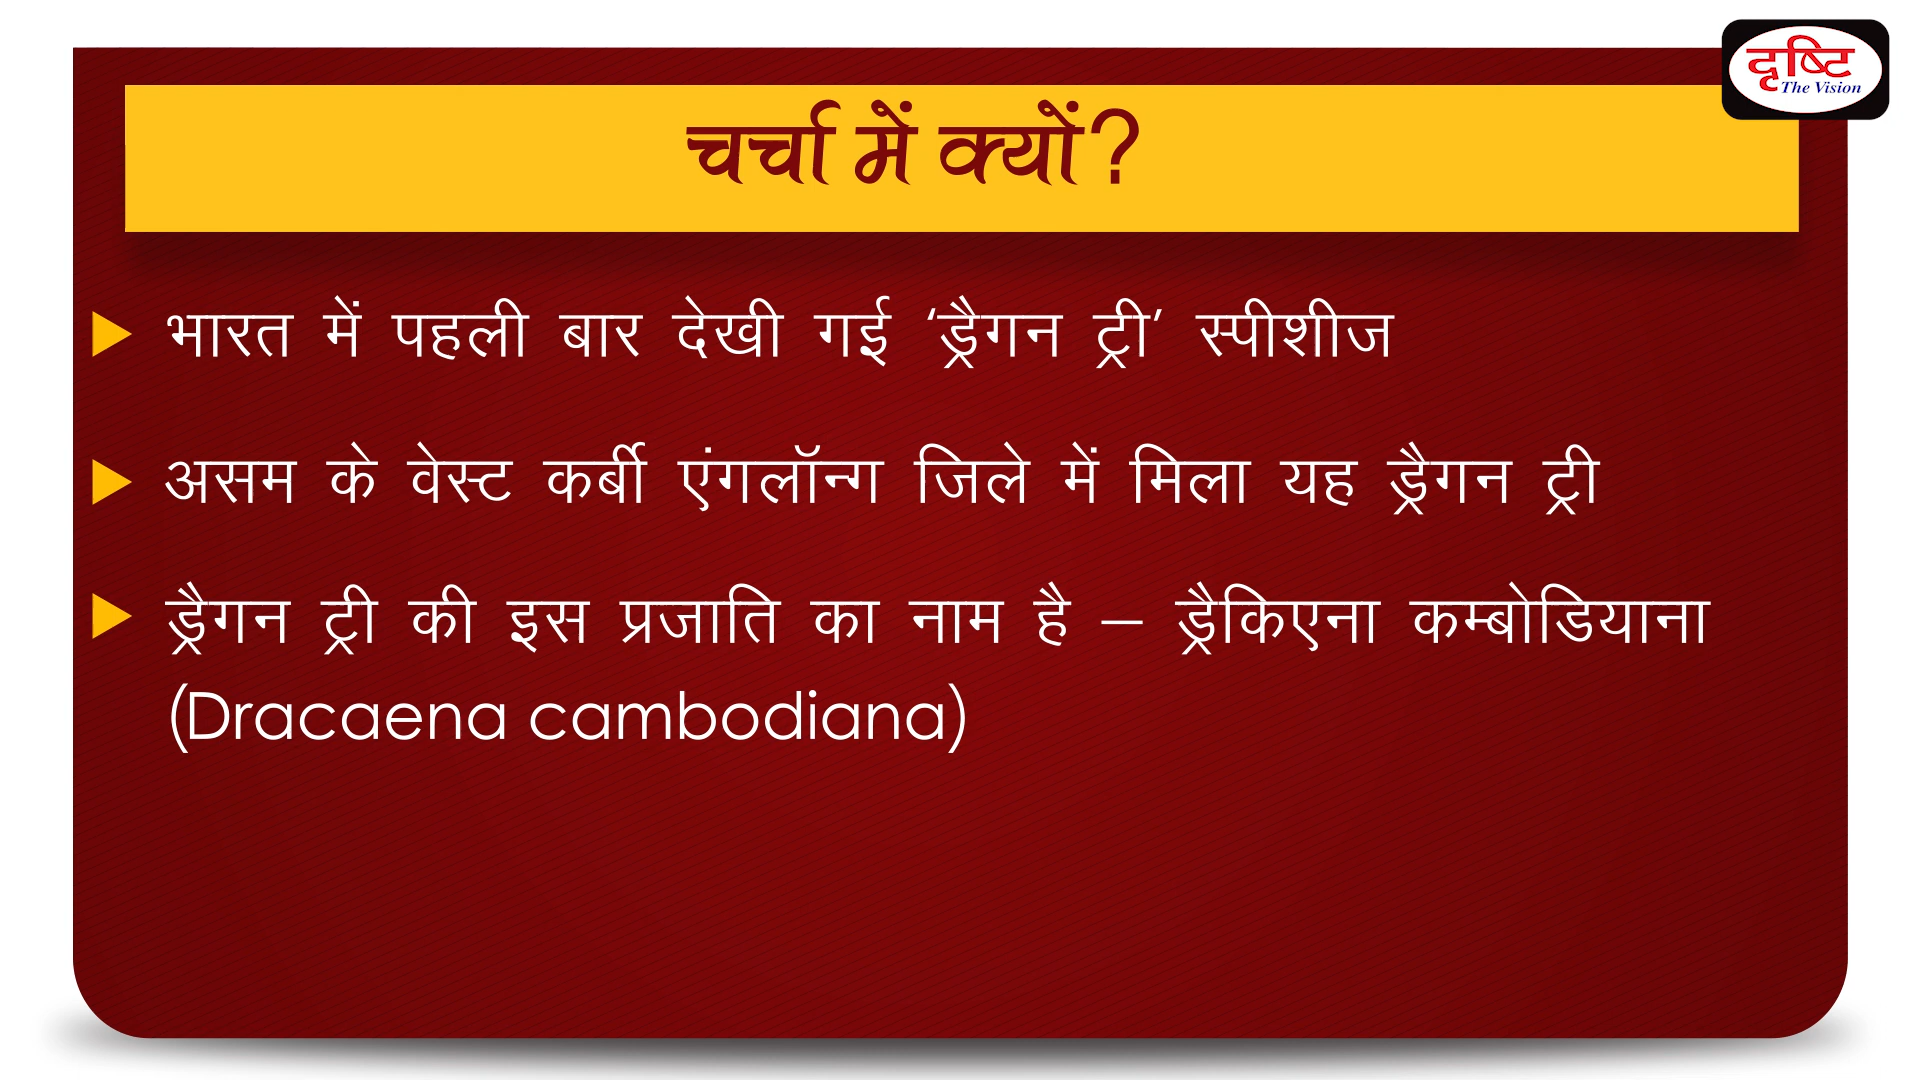 दृष्टि
The Vision
चर्चा में क्यों?
भारत में पहली बार देखी गई ‘ड्रैगन ट्री’ स्पीशीज
असम के वेस्ट कर्बी एंगलॉन्ग जिले में मिला यह ड्रैगन ट्री
ड्रैगन ट्री की इस प्रजाति का नाम है – ड्रैकिएना कम्बोडियाना
(Dracaena cambodiana)